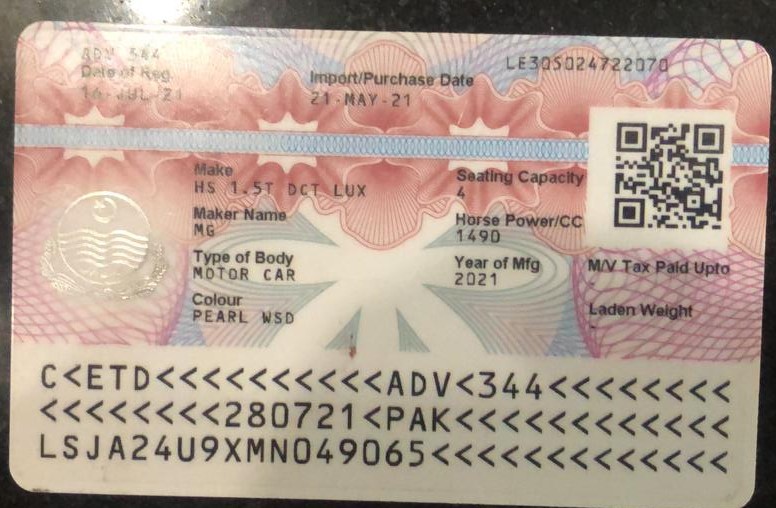 ADV 344
Date of Reg
14-JUL-21
Import/Purchase Date
21-MAY-21
LE305024722070
Make
HS 1.5T DCT LUX
Seating Capacity
4
Maker Name
MG
Horse Power/CC
1490
Type of Body
MOTOR CAR
Year of Mfg
2021
M/V Tax Paid Upto
-
Colour
PEARL WSD
Laden Weight
-
C<ETD<<<<<<<<<<<ADV<344<<<<<<<<
<<<<<<<<280721<PAK<<<<<<<<<<<<<
LSJA24U9XMN049065<<<<<<<<<<<<<